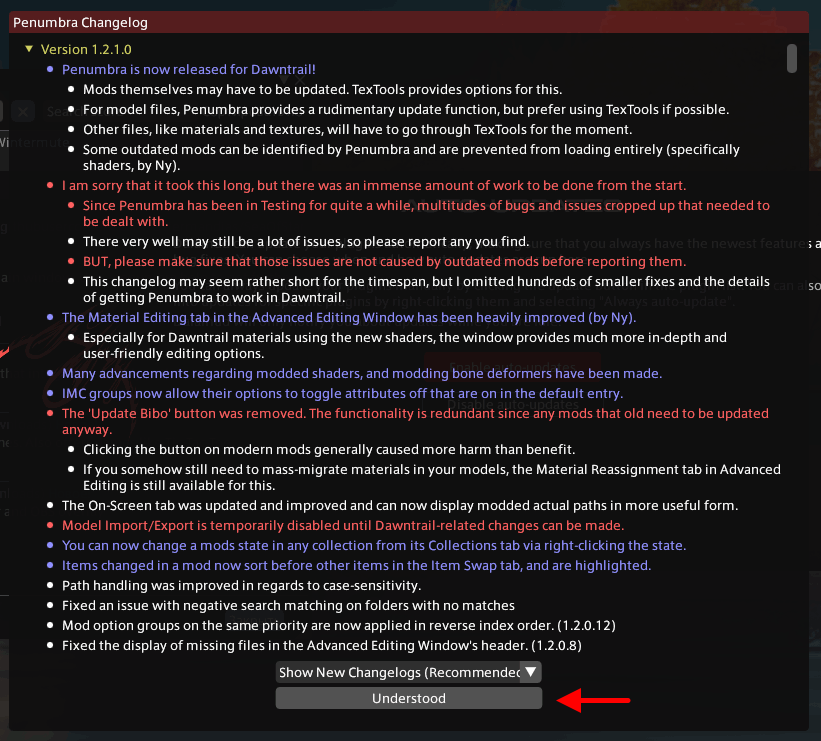 Penumbra Changelog
Version 1.2.1.0
Penumbra is now released for Dawntrail!
Mods themselves may have to be updated. TexTools provides options for this.
For model files, Penumbra provides a rudimentary update function, but prefer using TexTools if possible.
Other files, like materials and textures, will have to go through TexTools for the moment.
Some outdated mods can be identified by Penumbra and are prevented from loading entirely (specifically
shaders, by Ny).
I am sorry that it took this long, but there was an immense amount of work to be done from the start.
Since Penumbra has been in Testing for quite a while, multitudes of bugs and issues cropped up that needed to
be dealt with.
There very well may still be a lot of issues, so please report any you find.
BUT, please make sure that those issues are not caused by outdated mods before reporting them.
This changelog may seem rather short for the timespan, but I omitted hundreds of smaller fixes and the details
of getting Penumbra to work in Dawntrail.
The Material Editing tab in the Advanced Editing Window has been heavily improved (by Ny).
Especially for Dawntrail materials using the new shaders, the window provides much more in-depth and
user-friendly editing options.
Many advancements regarding modded shaders, and modding bone deformers have been made.
IMC groups now allow their options to toggle attributes off that are on in the default entry.
The 'Update Bibo' button was removed. The functionality is redundant since any mods that old need to be updated
anyway.
Clicking the button on modern mods generally caused more harm than benefit.
If you somehow still need to mass-migrate materials in your models, the Material Reassignment tab in Advanced
Editing is still available for this.
The On-Screen tab was updated and improved and can now display modded actual paths in more useful form.
Model Import/Export is temporarily disabled until Dawntrail-related changes can be made.
You can now change a mods state in any collection from its Collections tab via right-clicking the state.
Items changed in a mod now sort before other items in the Item Swap tab, and are highlighted.
Path handling was improved in regards to case-sensitivity.
Fixed an issue with negative search matching on folders with no matches
Mod option groups on the same priority are now applied in reverse index order. (1.2.0.12)
Fixed the display of missing files in the Advanced Editing Window's header. (1.2.0.8)
Show New Changelogs (Recommended
Understood